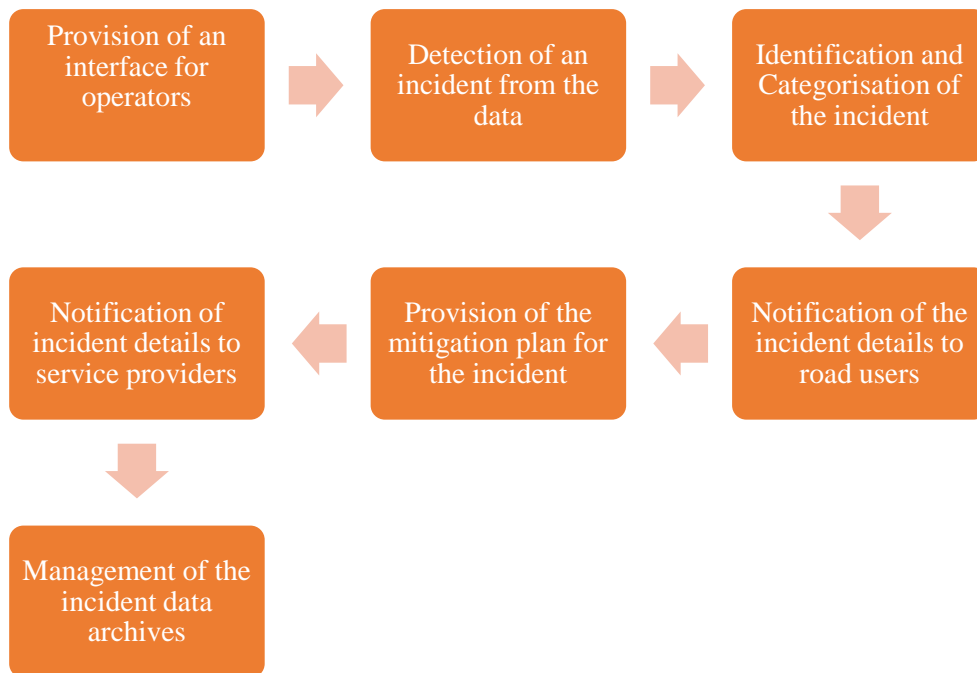 Provision of an
interface for
operators
Detection of an
incident from the
data
Identification and
Categorisation of
the incident
Notification of the
incident details to
road users
Provision of the
mitigation plan for
the incident
Notification of
incident details to
service providers
Management of the
incident data
archives